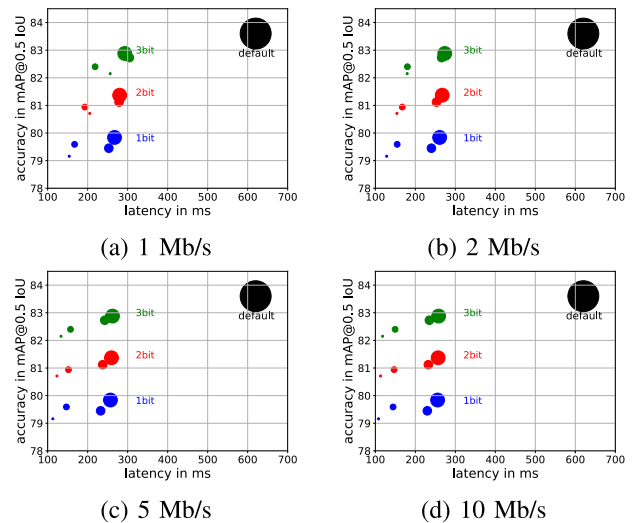 84
83
82
81
80
79
78
100 200 300 400 500 600 700
accuracy in mAP@0.5 IoU
latency in ms
3bit
2bit
1bit
default
(a) 1 Mb/s
84
83
82
81
80
79
78
100 200 300 400 500 600 700
accuracy in mAP@0.5 IoU
latency in ms
3bit
2bit
1bit
default
(b) 2 Mb/s
84
83
82
81
80
79
78
100 200 300 400 500 600 700
accuracy in mAP@0.5 IoU
latency in ms
3bit
2bit
1bit
default
(c) 5 Mb/s
84
83
82
81
80
79
78
100 200 300 400 500 600 700
accuracy in mAP@0.5 IoU
latency in ms
3bit
2bit
1bit
default
(d) 10 Mb/s